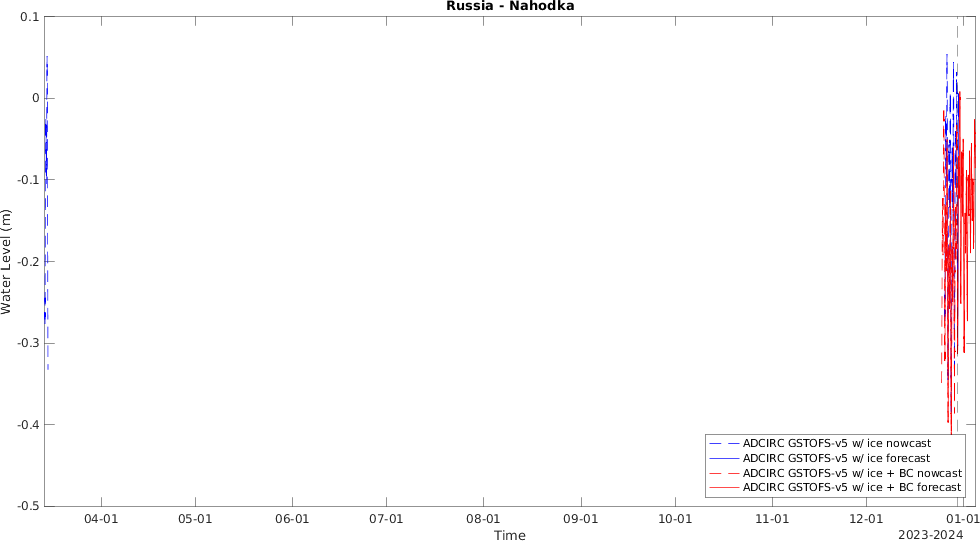 Russia - Nahodka
0.1
0
-0.1
-0.2
-0.3
-0.4
-0.5
Water Level (m)
ADCIRC GSTOFS-v5 w/ ice nowcast
ADCIRC GSTOFS-v5 w/ ice forecast
ADCIRC GSTOFS-v5 w/ ice + BC nowcast
ADCIRC GSTOFS-v5 w/ ice + BC forecast
04-01 05-01 06-01 07-01 08-01 09-01 10-01 11-01 12-01 01-01
Time
2023-2024